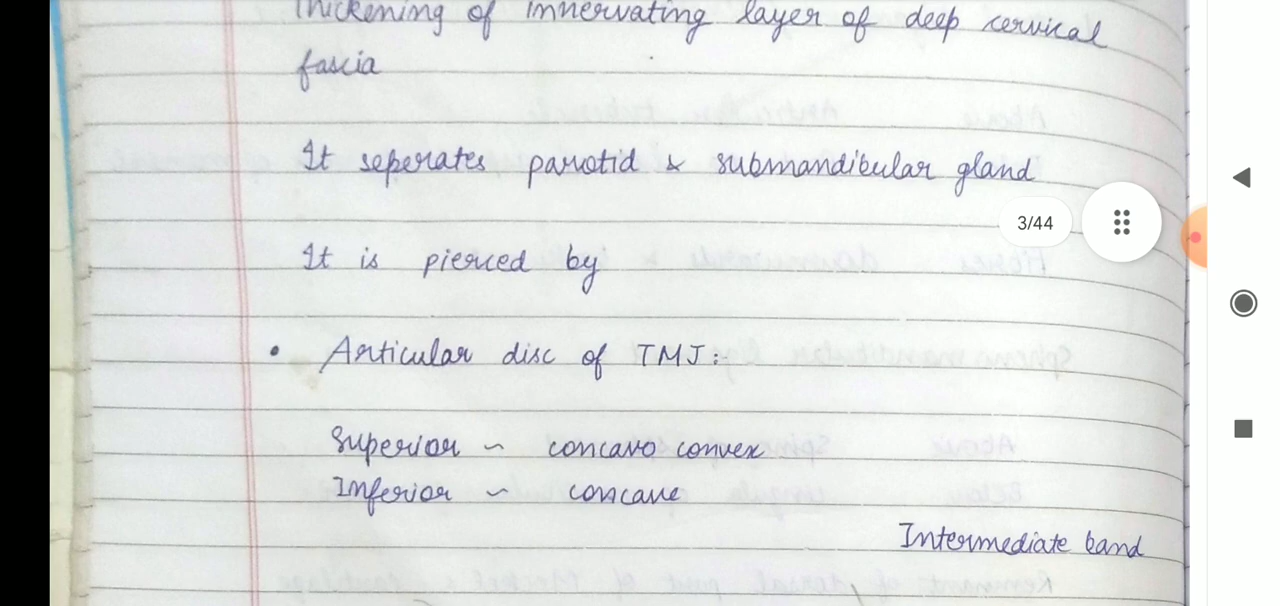 Thickening of innervating layer of deep cervical
fascia
It seperates parotid & submandibular gland
3/44
It is pierced by
• Articular disc of TMJ:-
Superior ~ concavo convex
Inferior ~ concave
Intermediate band